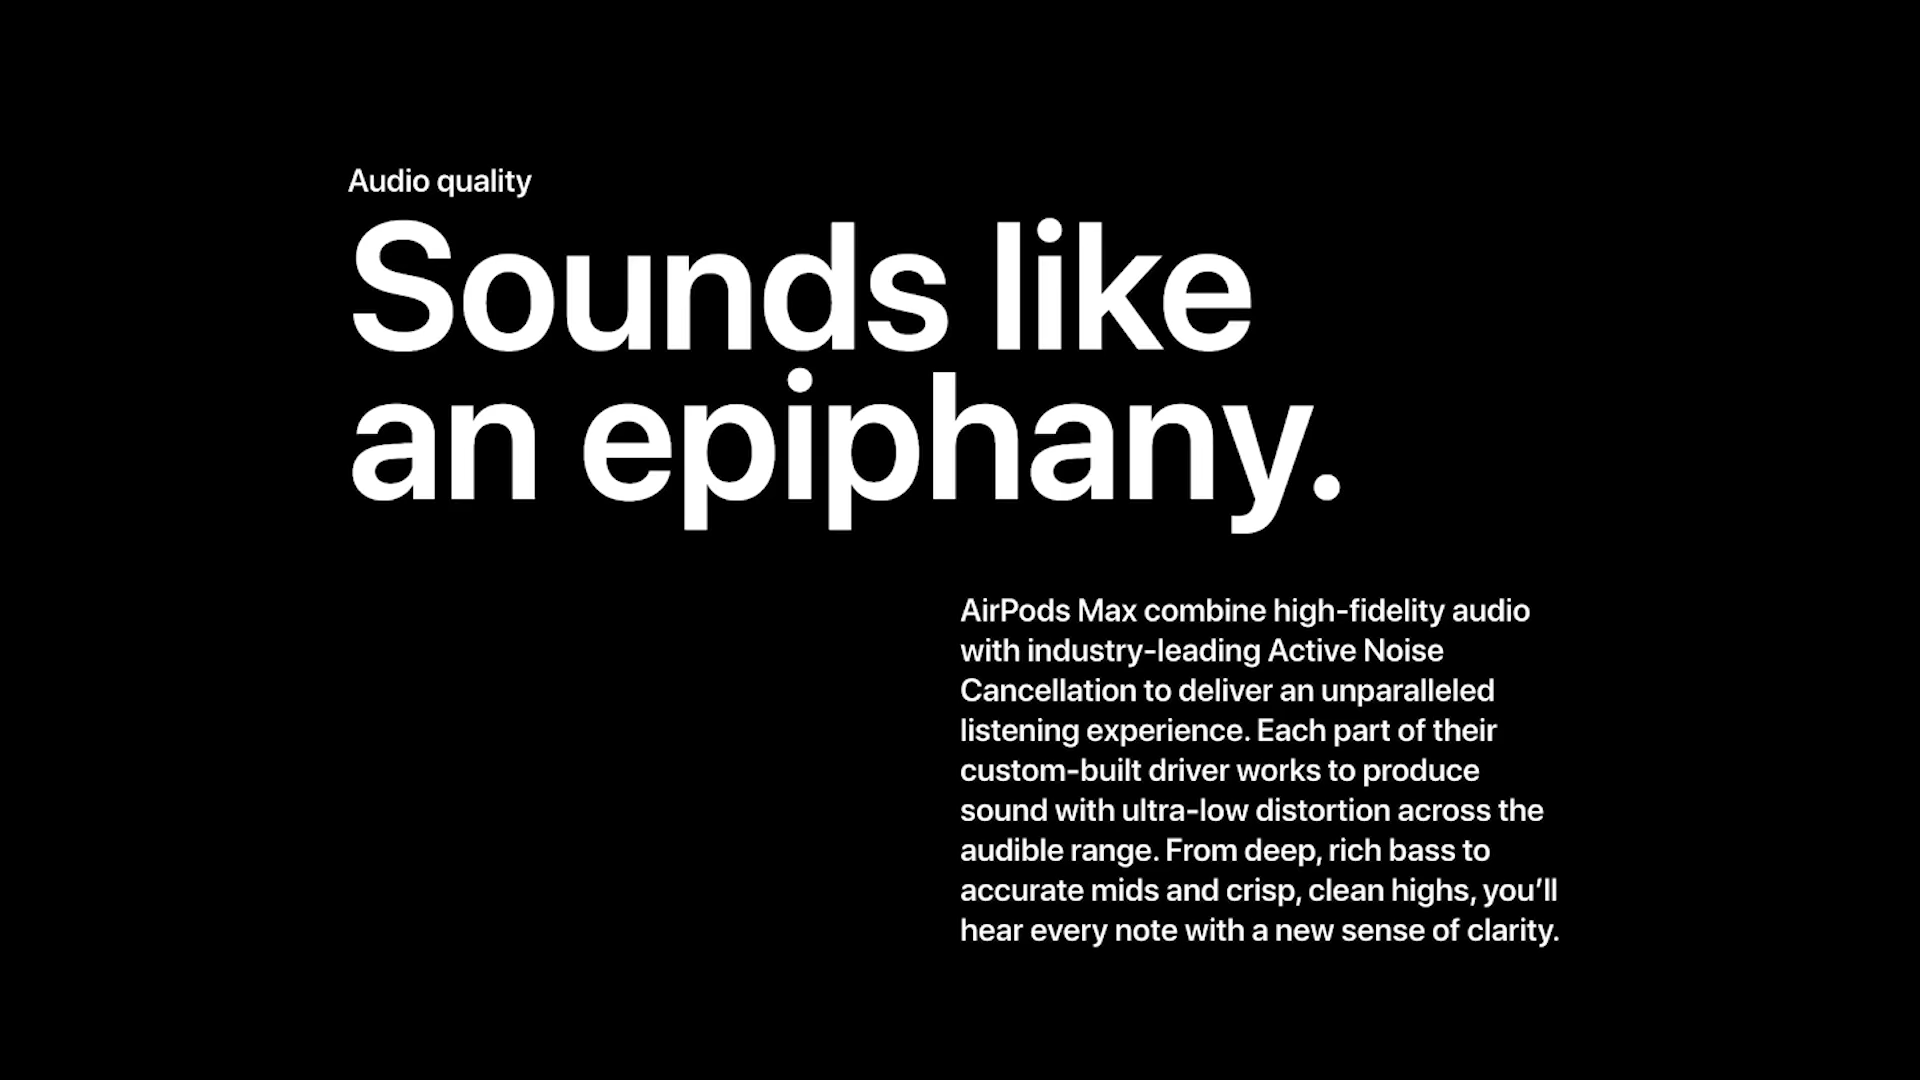 Audio quality
Sounds like
an epiphany.
AirPods Max combine high-fidelity audio
with industry-leading Active Noise
Cancellation to deliver an unparalleled
listening experience. Each part of their
custom-built driver works to produce
sound with ultra-low distortion across the
audible range. From deep, rich bass to
accurate mids and crisp, clean highs, you’ll
hear every note with a new sense of clarity.